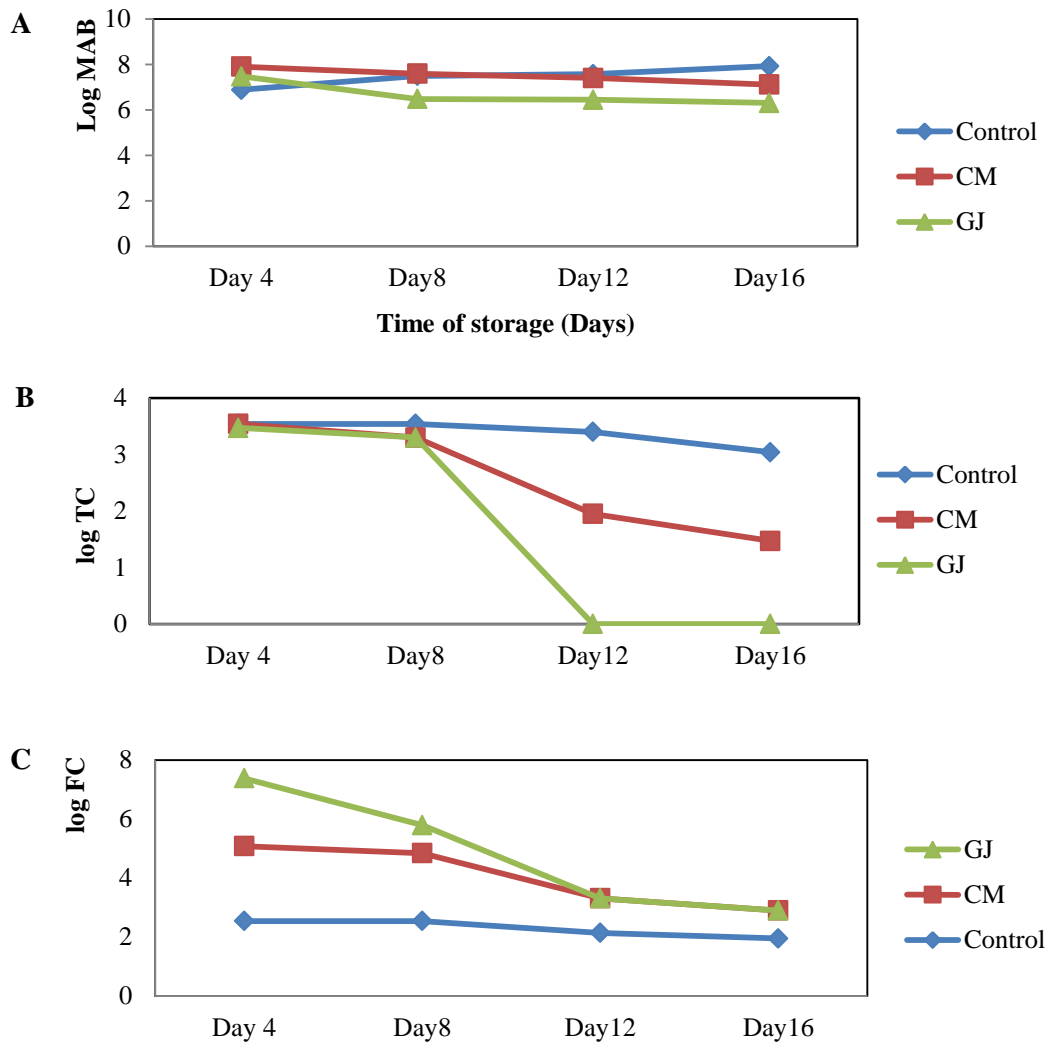 A
Log MAB
10
8
6
4
2
0
Day 4 Day8 Day12 Day16
Time of storage (Days)
Control
CM
GJ
B
log TC
4
3
2
1
0
Day 4 Day8 Day12 Day16
Control
CM
GJ
C
log FC
8
6
4
2
0
Day 4 Day8 Day12 Day16
GJ
CM
Control